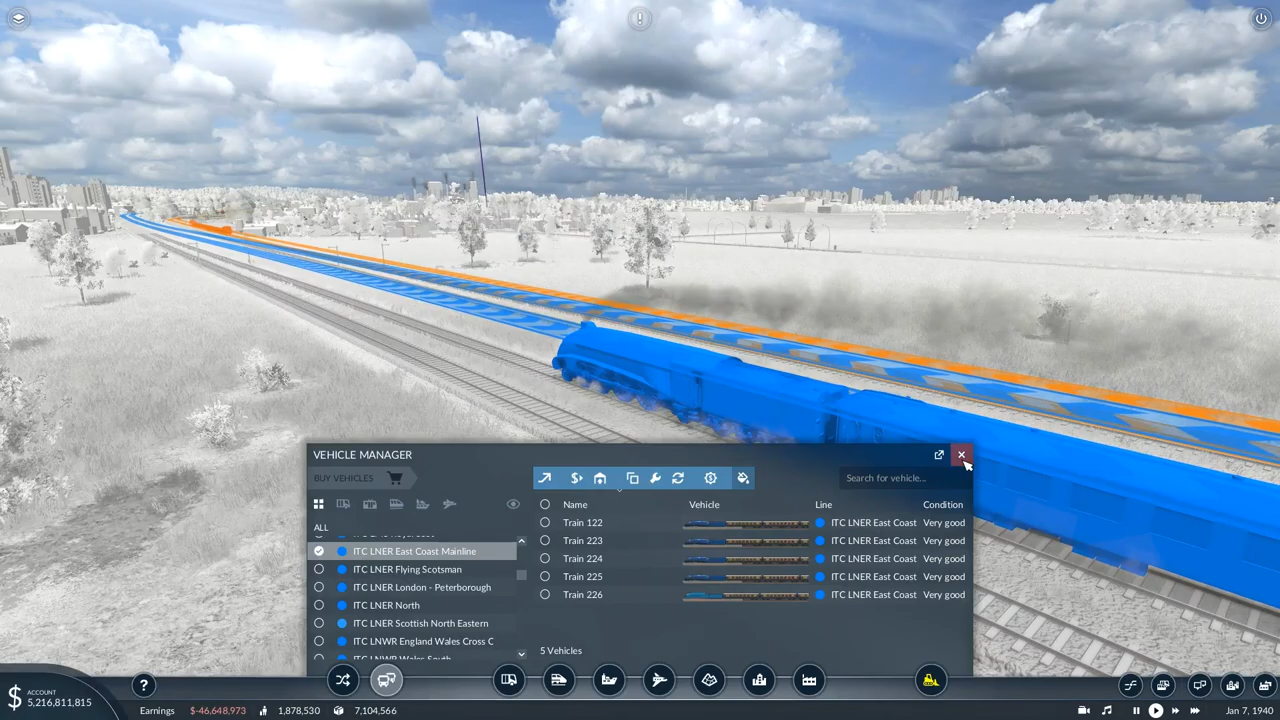 VEHICLE MANAGER
BUY VEHICLES
Search for vehicle...
Name Vehicle Line Condition
ALL
Train 122 ITC LNER East Coast Very good
ITC LNER East Coast Mainline
Train 223 ITC LNER East Coast Very good
ITC LNER Flying Scotsman
Train 224 ITC LNER East Coast Very good
ITC LNER London - Peterborough
Train 225 ITC LNER East Coast Very good
ITC LNER North
Train 226 ITC LNER East Coast Very good
ITC LNER Scottish North Eastern
ITC LNWR England Wales Cross C
ITC LNWR Wales South
5 Vehicles
?
$ ACCOUNT
5,216,811,815
Earnings $-46,648,973 1,878,530 7,104,566
Jan 7, 1940